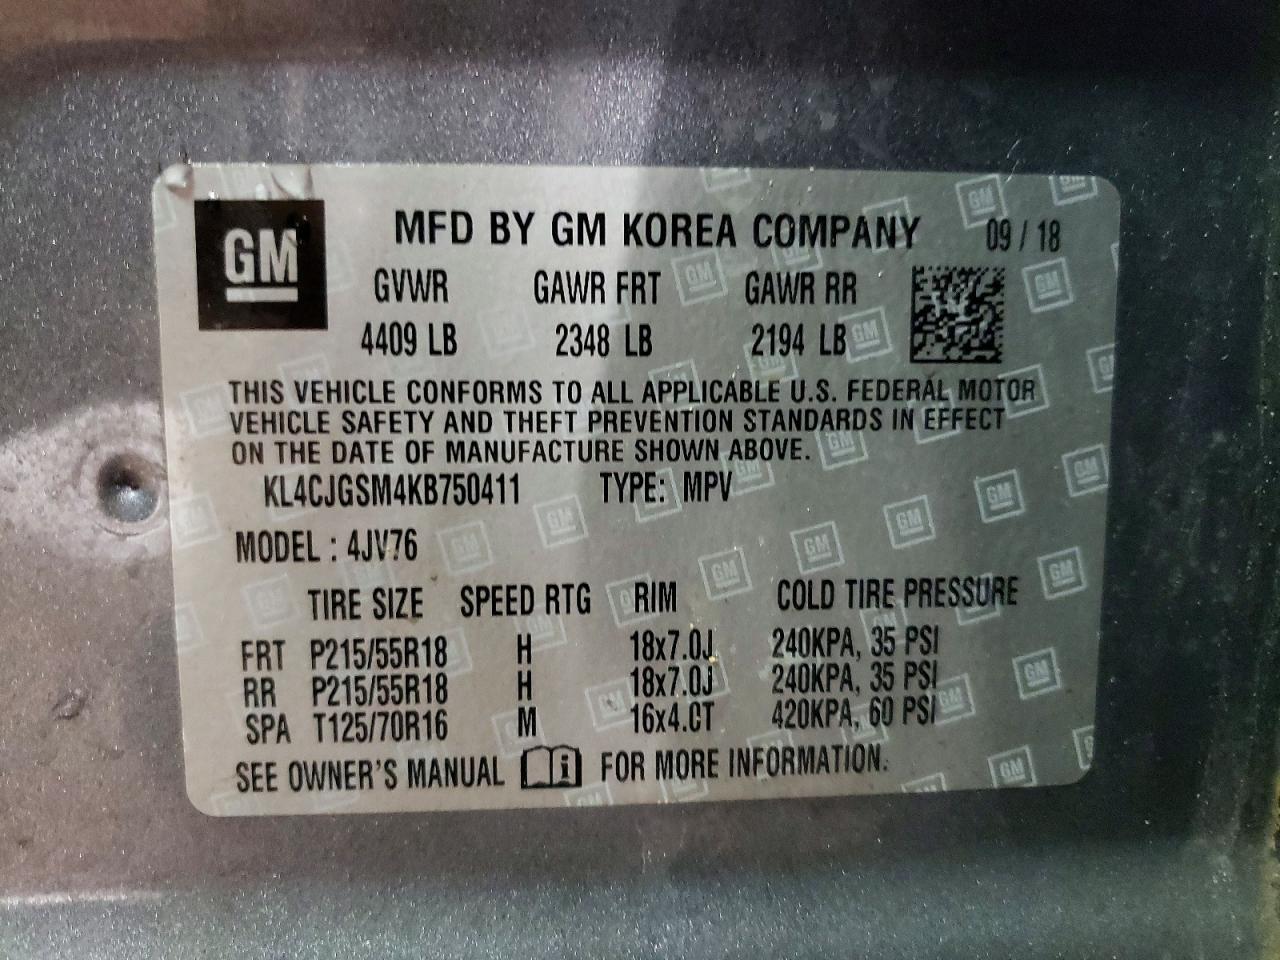 GM
MFD BY GM KOREA COMPANY 09 / 18
GVWR GAWR FRT GAWR RR
4409 LB 2348 LB 2194 LB
THIS VEHICLE CONFORMS TO ALL APPLICABLE U.S. FEDERAL MOTOR
VEHICLE SAFETY AND THEFT PREVENTION STANDARDS IN EFFECT
ON THE DATE OF MANUFACTURE SHOWN ABOVE.
KL4CJGSM4KB750411 TYPE: MPV
MODEL : 4JV76
TIRE SIZE SPEED RTG RIM COLD TIRE PRESSURE
FRT P215/55R18 H 18x7.0J 240KPA, 35 PSI
RR P215/55R18 H 18x7.0J 240KPA, 35 PSI
SPA T125/70R16 M 16x4.0T 420KPA, 60 PSI
SEE OWNER'S MANUAL i FOR MORE INFORMATION.